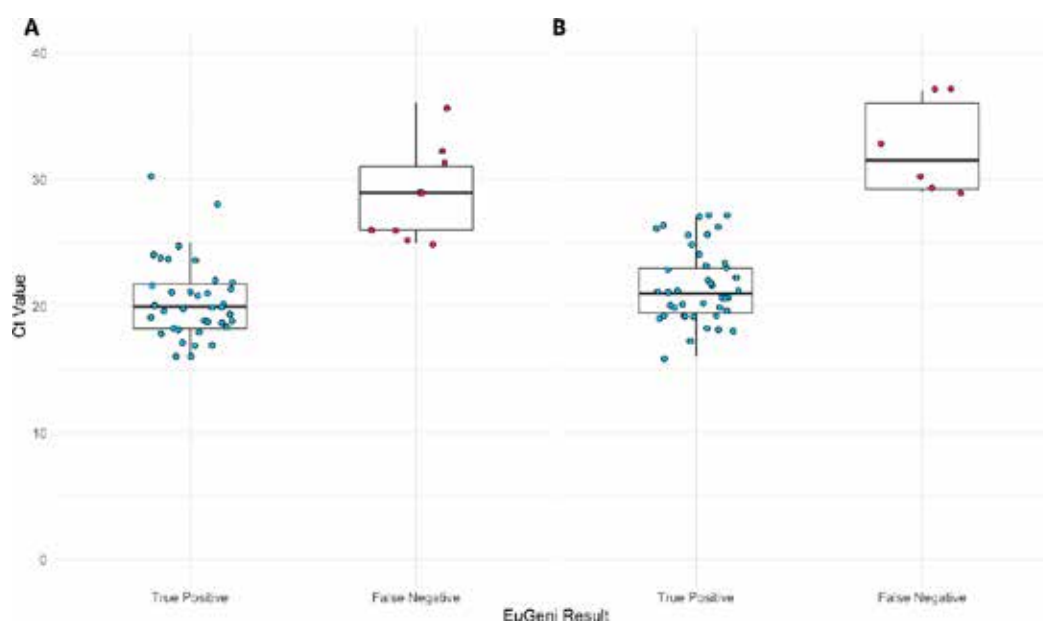 A
B
40
30
20
10
0
Ct Value
True Positive
False Negative
True Positive
False Negative
EuGeni Result